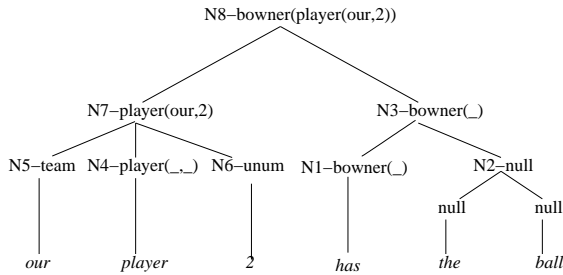 N8−bowner(player(our,2))
N7−player(our,2) N3−bowner(_)
N5−team N4−player(_,_) N6−unum N1−bowner(_) N2−null
null null
our player 2 has the ball